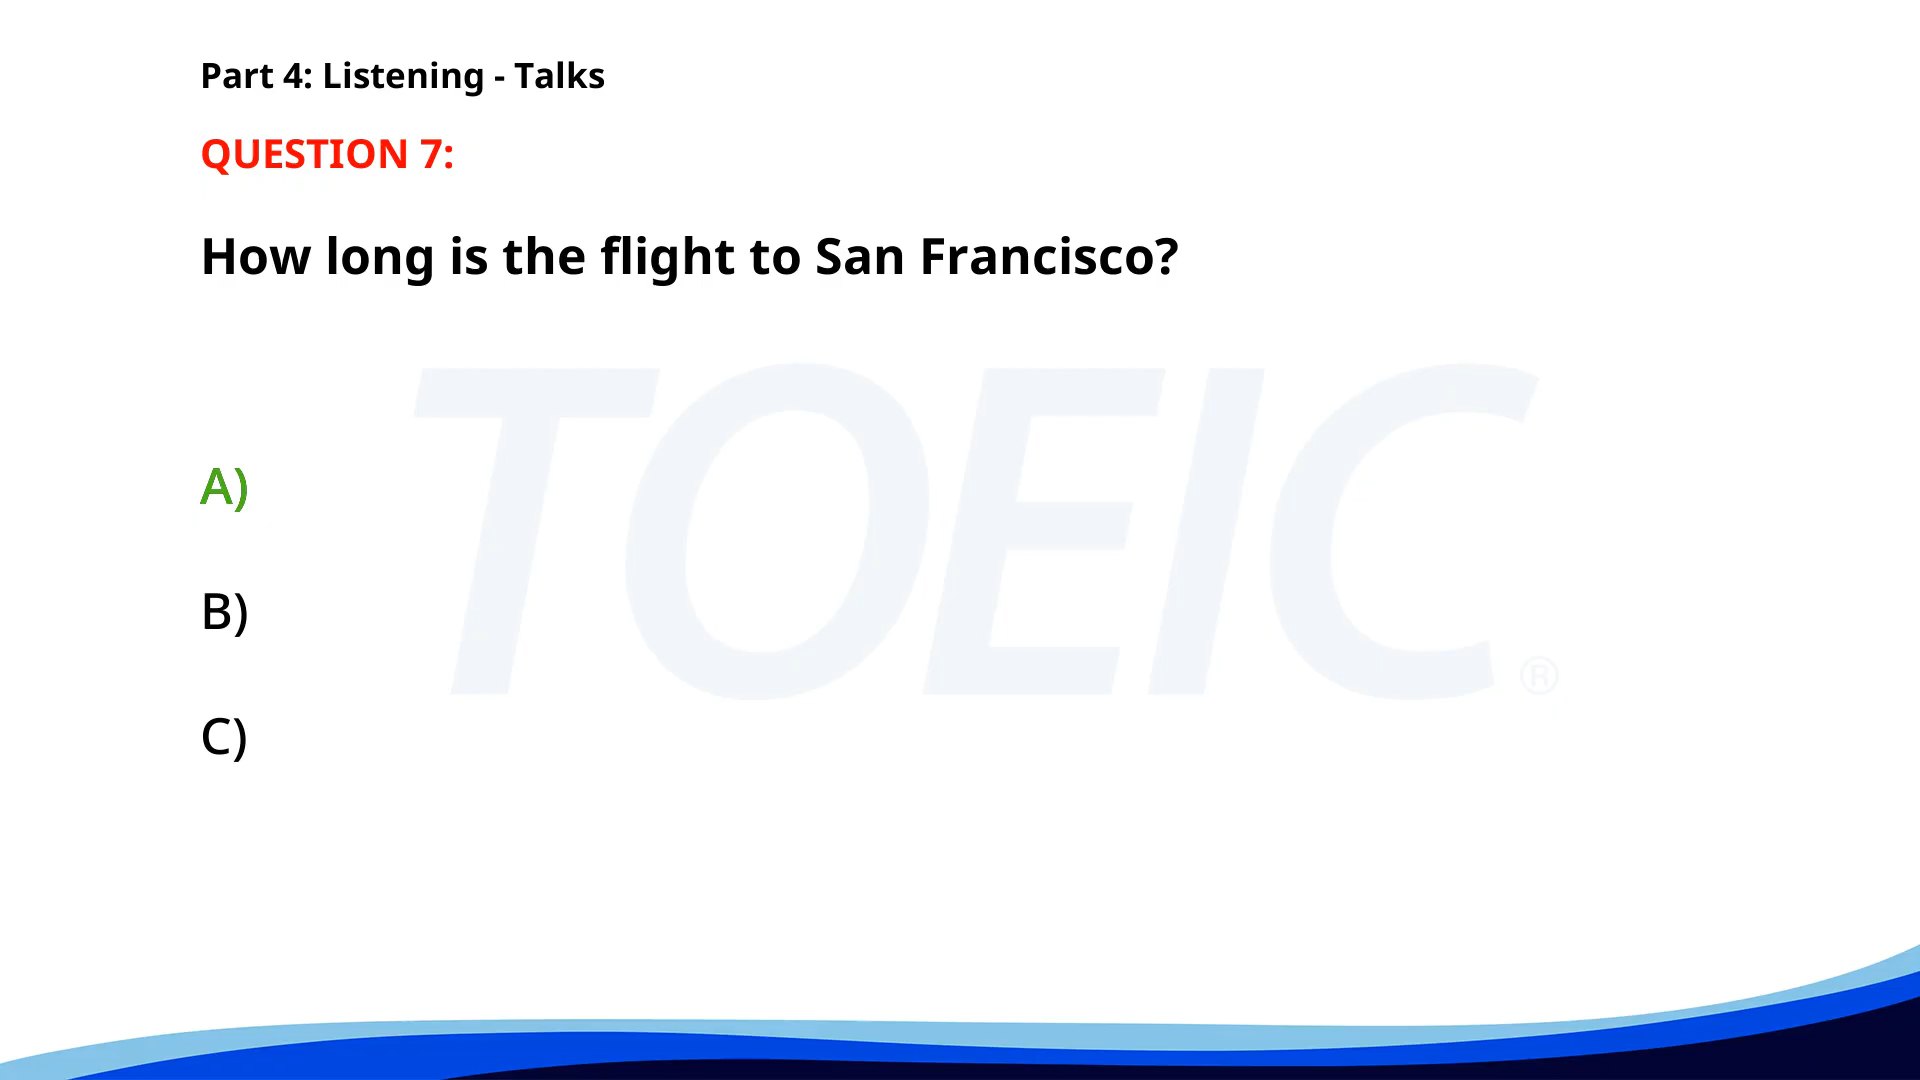 Part 4: Listening - Talks
QUESTION 7:
How long is the flight to San Francisco?
TOEIC®
A)
B)
C)